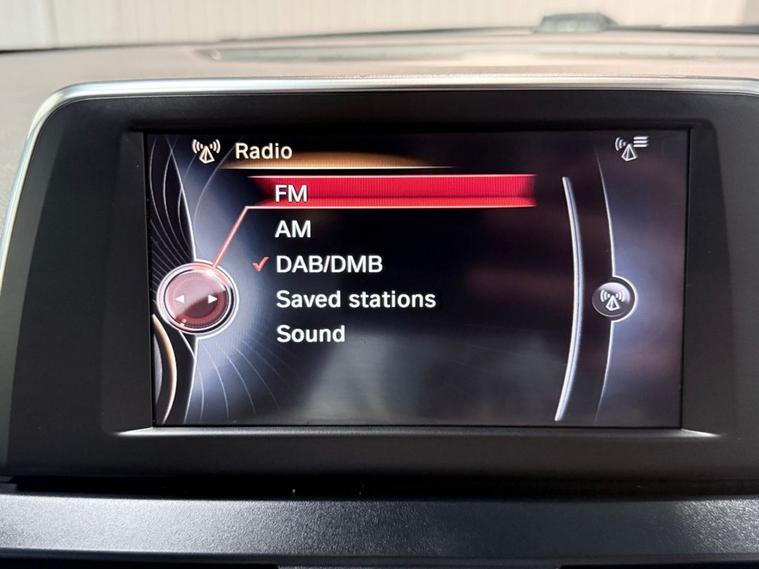 Radio
FM
AM
DAB/DMB
Saved stations
Sound